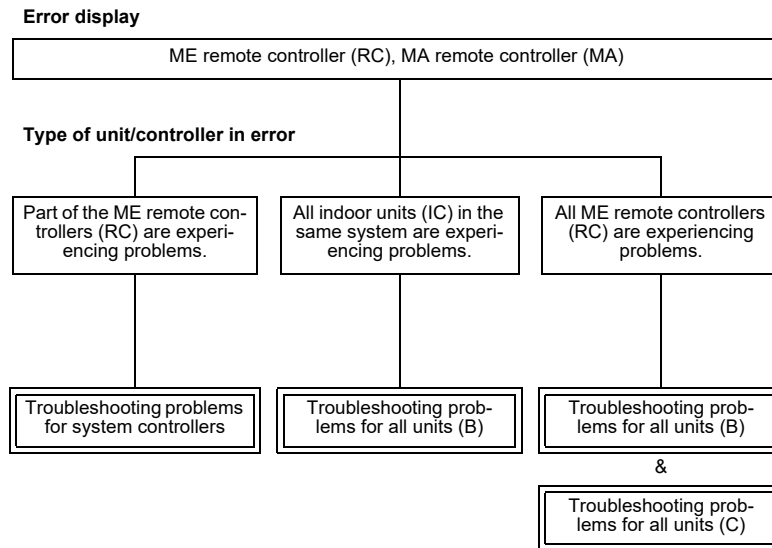 Error display
ME remote controller (RC), MA remote controller (MA)
Type of unit/controller in error
Part of the ME remote con-
trollers (RC) are experi-
encing problems.
All indoor units (IC) in the
same system are experi-
encing problems.
All ME remote controllers
(RC) are experiencing
problems.
Troubleshooting problems
for system controllers
Troubleshooting prob-
lems for all units (B)
Troubleshooting prob-
lems for all units (B)
&
Troubleshooting prob-
lems for all units (C)